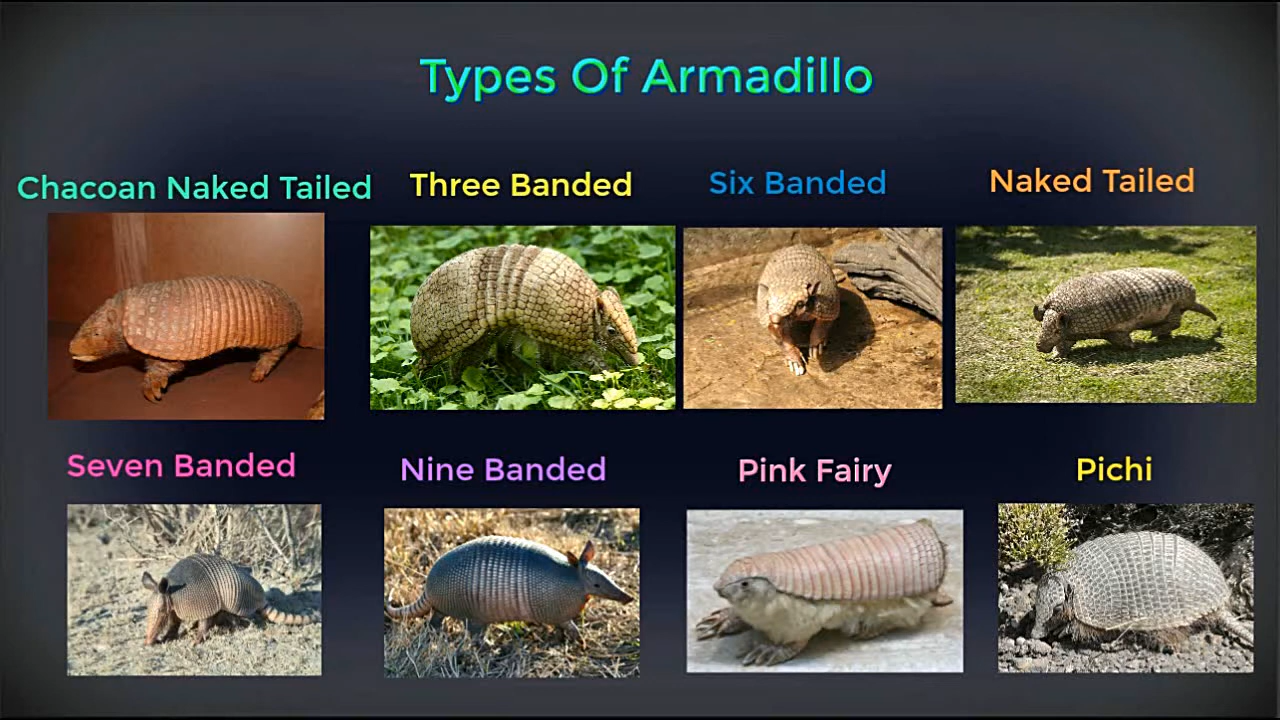 Types Of Armadillo
Chacoan Naked Tailed
Three Banded
Six Banded
Naked Tailed
Seven Banded
Nine Banded
Pink Fairy
Pichi